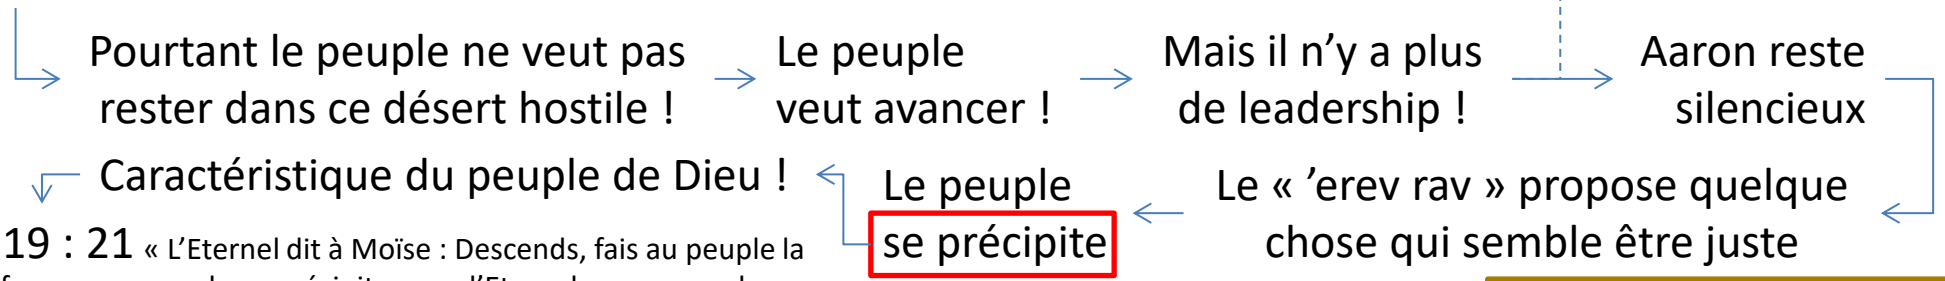 Pourtant le peuple ne veut pas
rester dans ce désert hostile !
Le peuple
veut avancer !
Mais il n’y a plus
de leadership !
Aaron reste
silencieux
Le « ’erev rav » propose quelque
chose qui semble être juste
Le peuple
se précipite
Caractéristique du peuple de Dieu !
19 : 21 « L’Eternel dit à Moïse : Descends, fais au peuple la